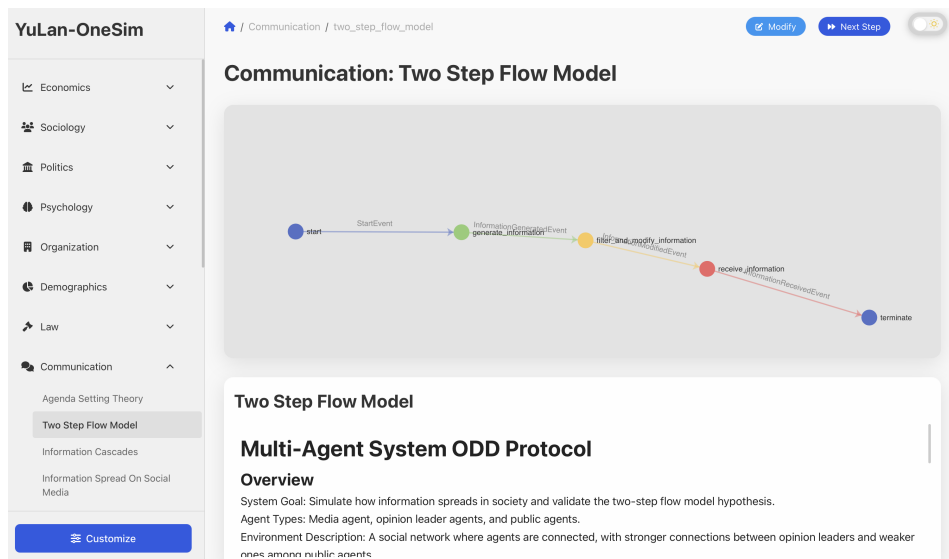 YuLan-OneSim
Economics
Sociology
Politics
Psychology
Organization
Demographics
Law
Communication
Agenda Setting Theory
Two Step Flow Model
Information Cascades
Information Spread On Social
Media
Customize
/ Communication / two_step_flow_model
Modify
Next Step
Communication: Two Step Flow Model
start
StartEvent
generate_information
InformationGeneratedEvent
filter_and_modify_information
InformationModifiedEvent
receive_information
InformationReceivedEvent
terminate
Two Step Flow Model
Multi-Agent System ODD Protocol
Overview
System Goal: Simulate how information spreads in society and validate the two-step flow model hypothesis.
Agent Types: Media agent, opinion leader agents, and public agents.
Environment Description: A social network where agents are connected, with stronger connections between opinion leaders and weaker
ones among public agents.